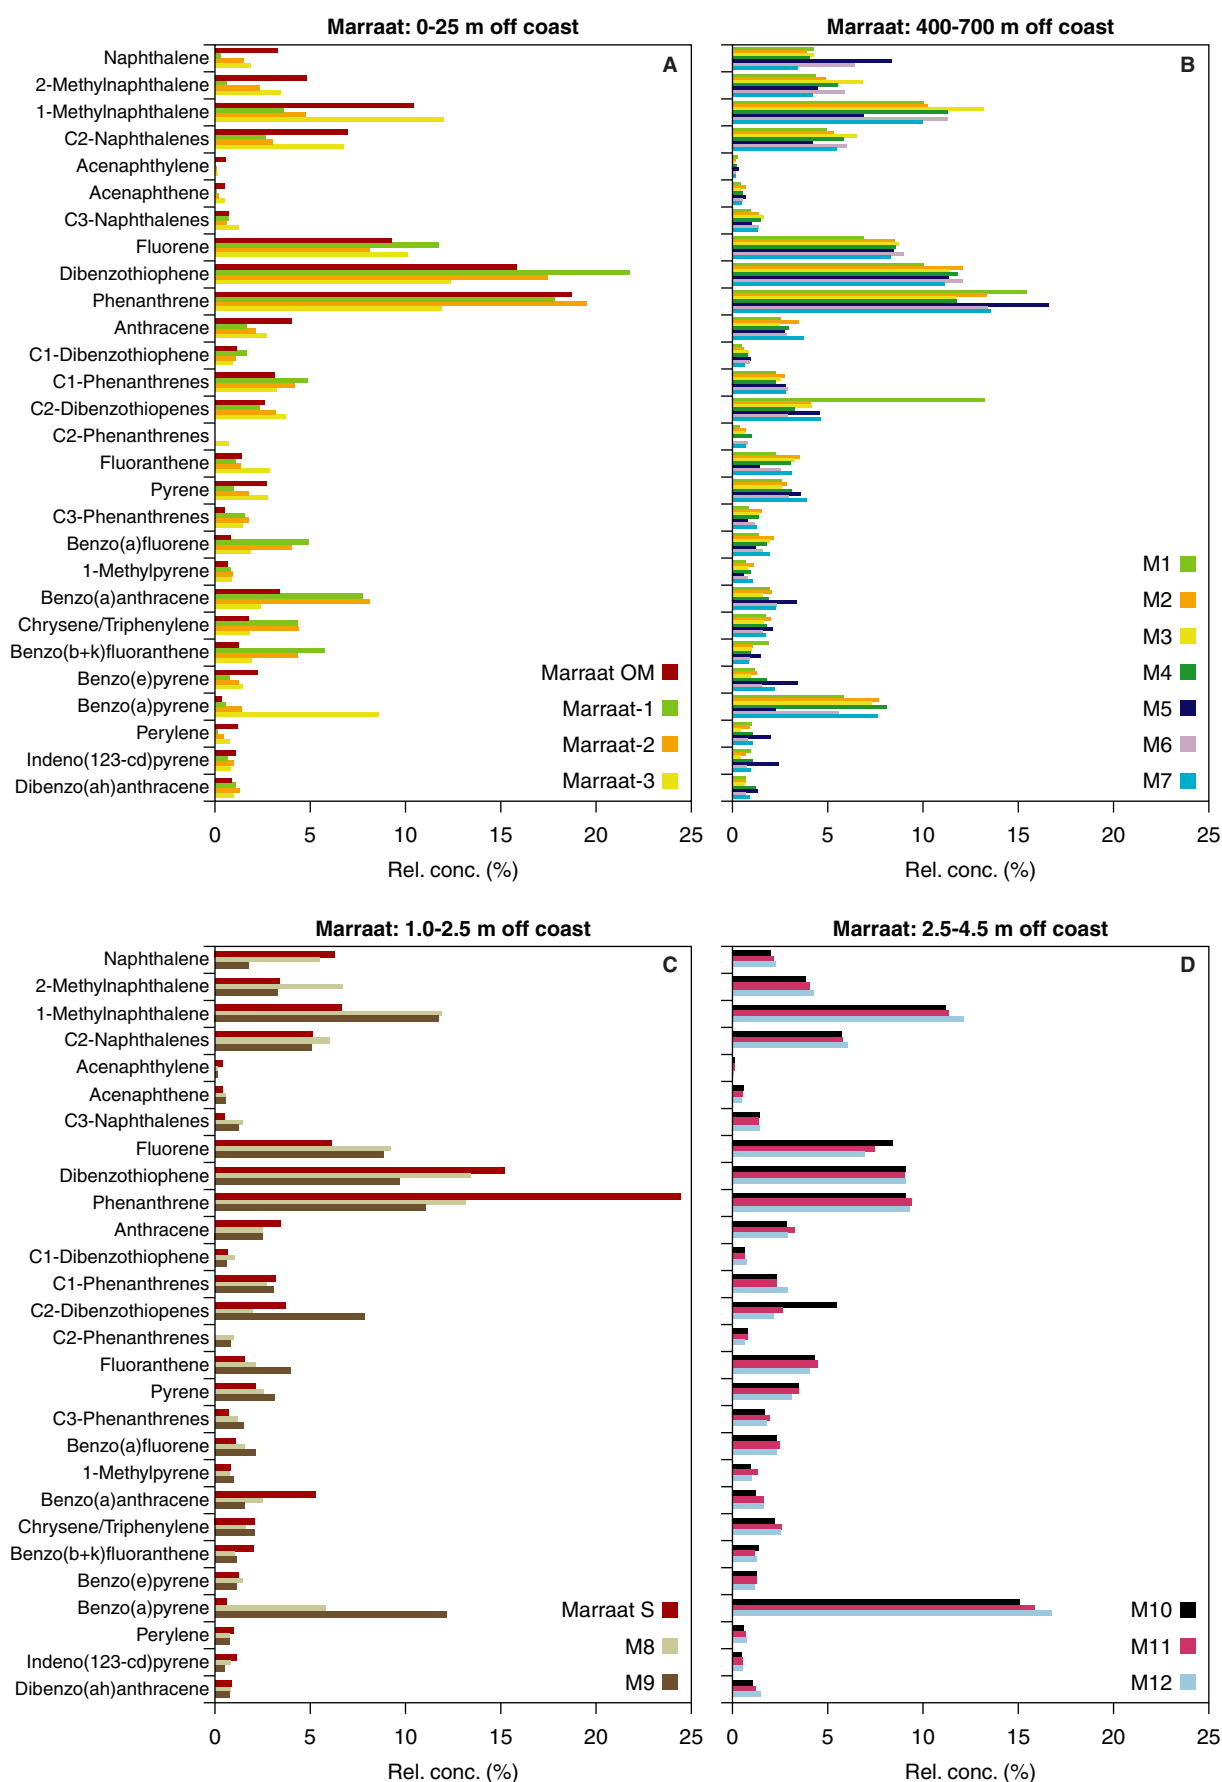 Marraat: 0-25 m off coast
A
Naphthalene
2-Methylnaphthalene
1-Methylnaphthalene
C2-Naphthalenes
Acenaphthylene
Acenaphthene
C3-Naphthalenes
Fluorene
Dibenzothiophene
Phenanthrene
Anthracene
C1-Dibenzothiophene
C1-Phenanthrenes
C2-Dibenzothiopenes
C2-Phenanthrenes
Fluoranthene
Pyrene
C3-Phenanthrenes
Benzo(a)fluorene
1-Methylpyrene
Benzo(a)anthracene
Chrysene/Triphenylene
Benzo(b+k)fluoranthene
Benzo(e)pyrene
Benzo(a)pyrene
Perylene
Indeno(123-cd)pyrene
Dibenzo(ah)anthracene
Marraat OM
Marraat-1
Marraat-2
Marraat-3
0 5 10 15 20 25
Rel. conc. (%)
Marraat: 400-700 m off coast
B
M1
M2
M3
M4
M5
M6
M7
0 5 10 15 20 25
Rel. conc. (%)
Marraat: 1.0-2.5 m off coast
C
Naphthalene
2-Methylnaphthalene
1-Methylnaphthalene
C2-Naphthalenes
Acenaphthylene
Acenaphthene
C3-Naphthalenes
Fluorene
Dibenzothiophene
Phenanthrene
Anthracene
C1-Dibenzothiophene
C1-Phenanthrenes
C2-Dibenzothiopenes
C2-Phenanthrenes
Fluoranthene
Pyrene
C3-Phenanthrenes
Benzo(a)fluorene
1-Methylpyrene
Benzo(a)anthracene
Chrysene/Triphenylene
Benzo(b+k)fluoranthene
Benzo(e)pyrene
Benzo(a)pyrene
Perylene
Indeno(123-cd)pyrene
Dibenzo(ah)anthracene
Marraat S
M8
M9
0 5 10 15 20 25
Rel. conc. (%)
Marraat: 2.5-4.5 m off coast
D
M10
M11
M12
0 5 10 15 20 25
Rel. conc. (%)